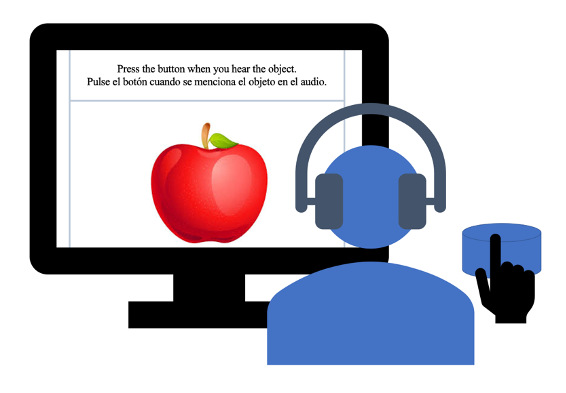 Press the button when you hear the object.
Pulse el botón cuando se menciona el objeto en el audio.